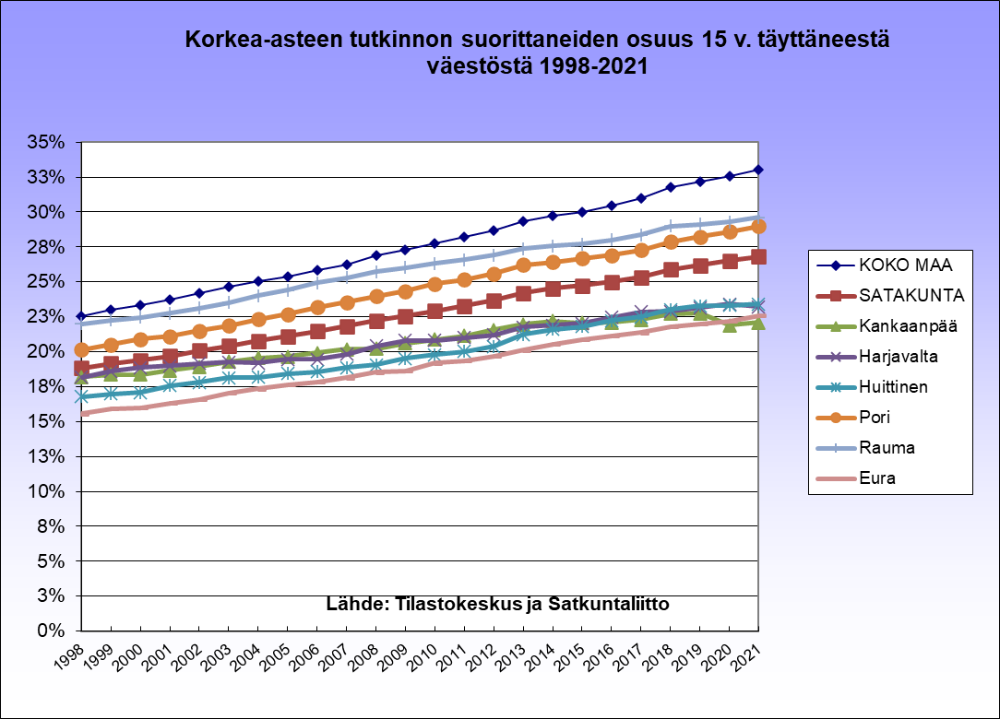 Korkea-asteen tutkinnon suorittaneiden osuus 15 v. täyttäneestä
väestöstä 1998-2021
35%
33%
30%
28%
25%
23%
20%
18%
15%
13%
10%
8%
5%
3%
0%
KOKO MAA
SATAKUNTA
Kankaanpää
Harjavalta
Huittinen
Pori
Rauma
Eura
Lähde: Tilastokeskus ja Satkuntaliitto
1998 1999 2000 2001 2002 2003 2004 2005 2006 2007 2008 2009 2010 2011 2012 2013 2014 2015 2016 2017 2018 2019 2020 2021